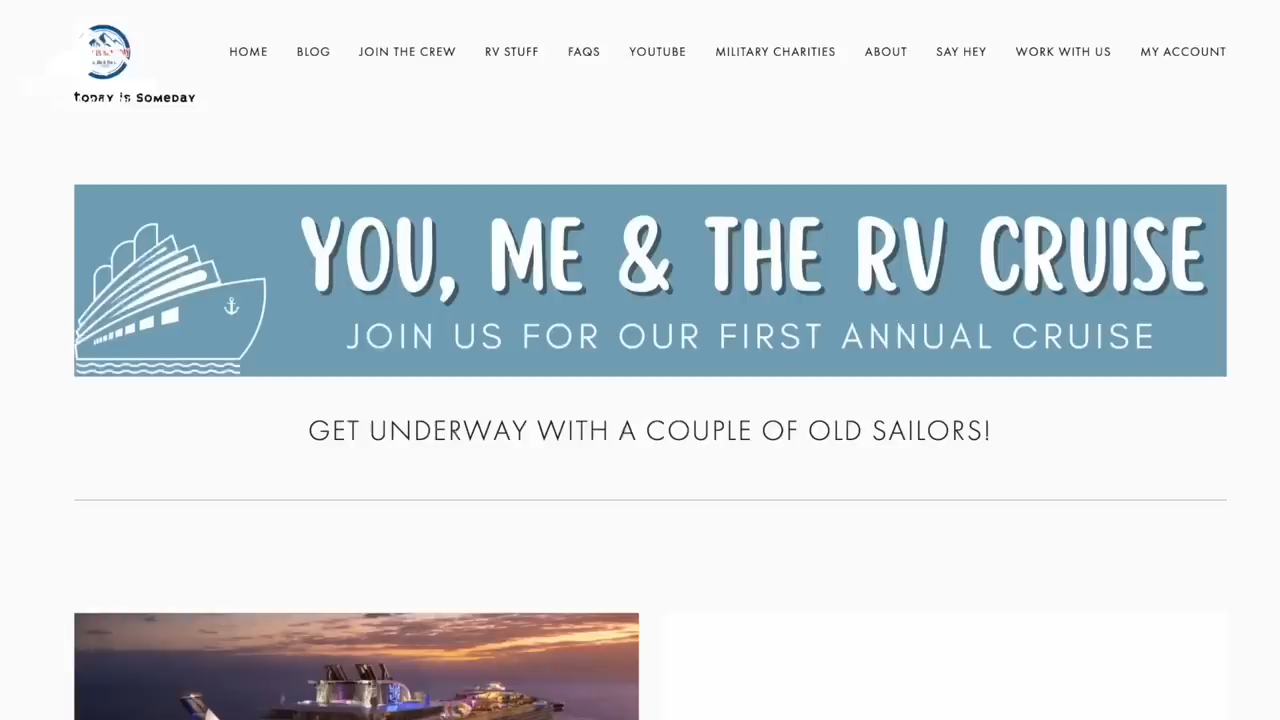 HOME BLOG JOIN THE CREW RV STUFF FAQS YOUTUBE MILITARY CHARITIES ABOUT SAY HEY WORK WITH US MY ACCOUNT
TODAY IS SOMEDAY
YOU, ME & THE RV CRUISE
JOIN US FOR OUR FIRST ANNUAL CRUISE
GET UNDERWAY WITH A COUPLE OF OLD SAILORS!